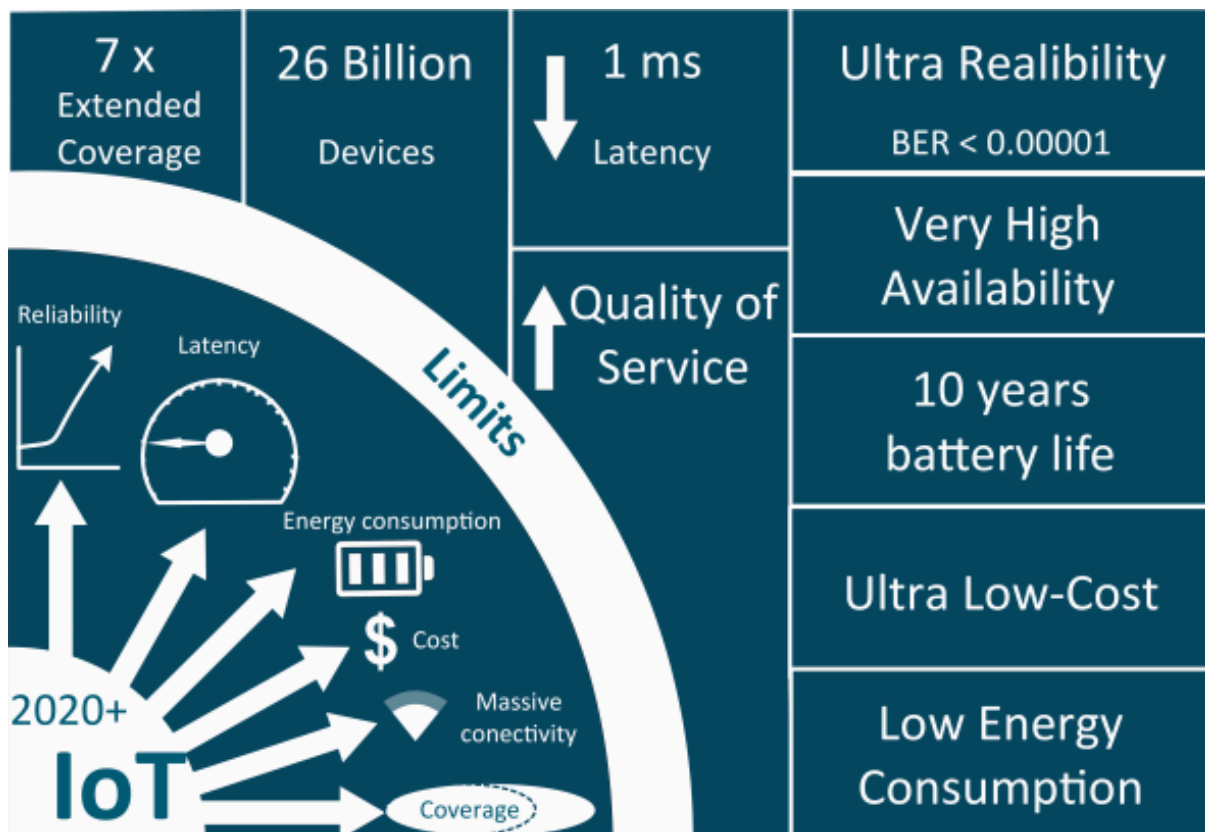 7 x
Extended
Coverage
26 Billion
Devices
1 ms
Latency
Ultra Realibility
BER < 0.00001
Very High
Availability
Quality of
Service
10 years
battery life
Ultra Low-Cost
Low Energy
Consumption
Limits
Reliability
Latency
Energy consumption
$ Cost
Massive
conectivity
Coverage
2020+
IoT